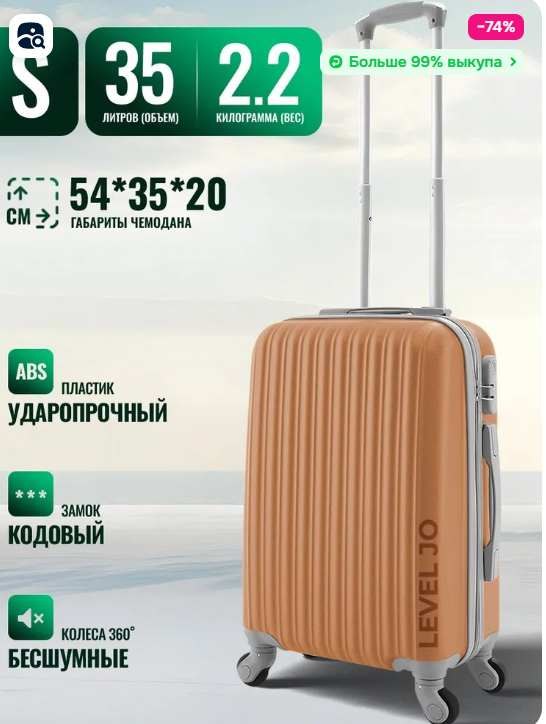 -74%
Больше 99% выкупа
S
35
ЛИТРОВ (ОБЪЕМ)
2.2
КИЛОГРАММА (ВЕС)
СМ
54*35*20
ГАБАРИТЫ ЧЕМОДАНА
ABS
ПЛАСТИК
УДАРОПРОЧНЫЙ
***
ЗАМОК
КОДОВЫЙ
КОЛЕСА 360°
БЕСШУМНЫЕ
LEVEL JO